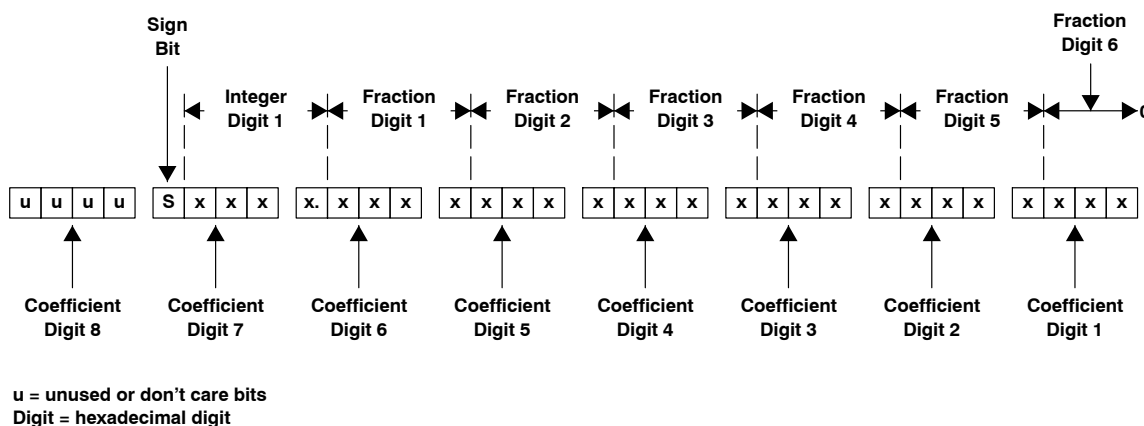 Sign
Bit
Fraction
Digit 6
Integer
Digit 1
Fraction
Digit 1
Fraction
Digit 2
Fraction
Digit 3
Fraction
Digit 4
Fraction
Digit 5
0
u u u u S x x x x. x x x x x x x x x x x x x x x x x x x x x x x
Coefficient
Digit 8
Coefficient
Digit 7
Coefficient
Digit 6
Coefficient
Digit 5
Coefficient
Digit 4
Coefficient
Digit 3
Coefficient
Digit 2
Coefficient
Digit 1
u = unused or don’t care bits
Digit = hexadecimal digit